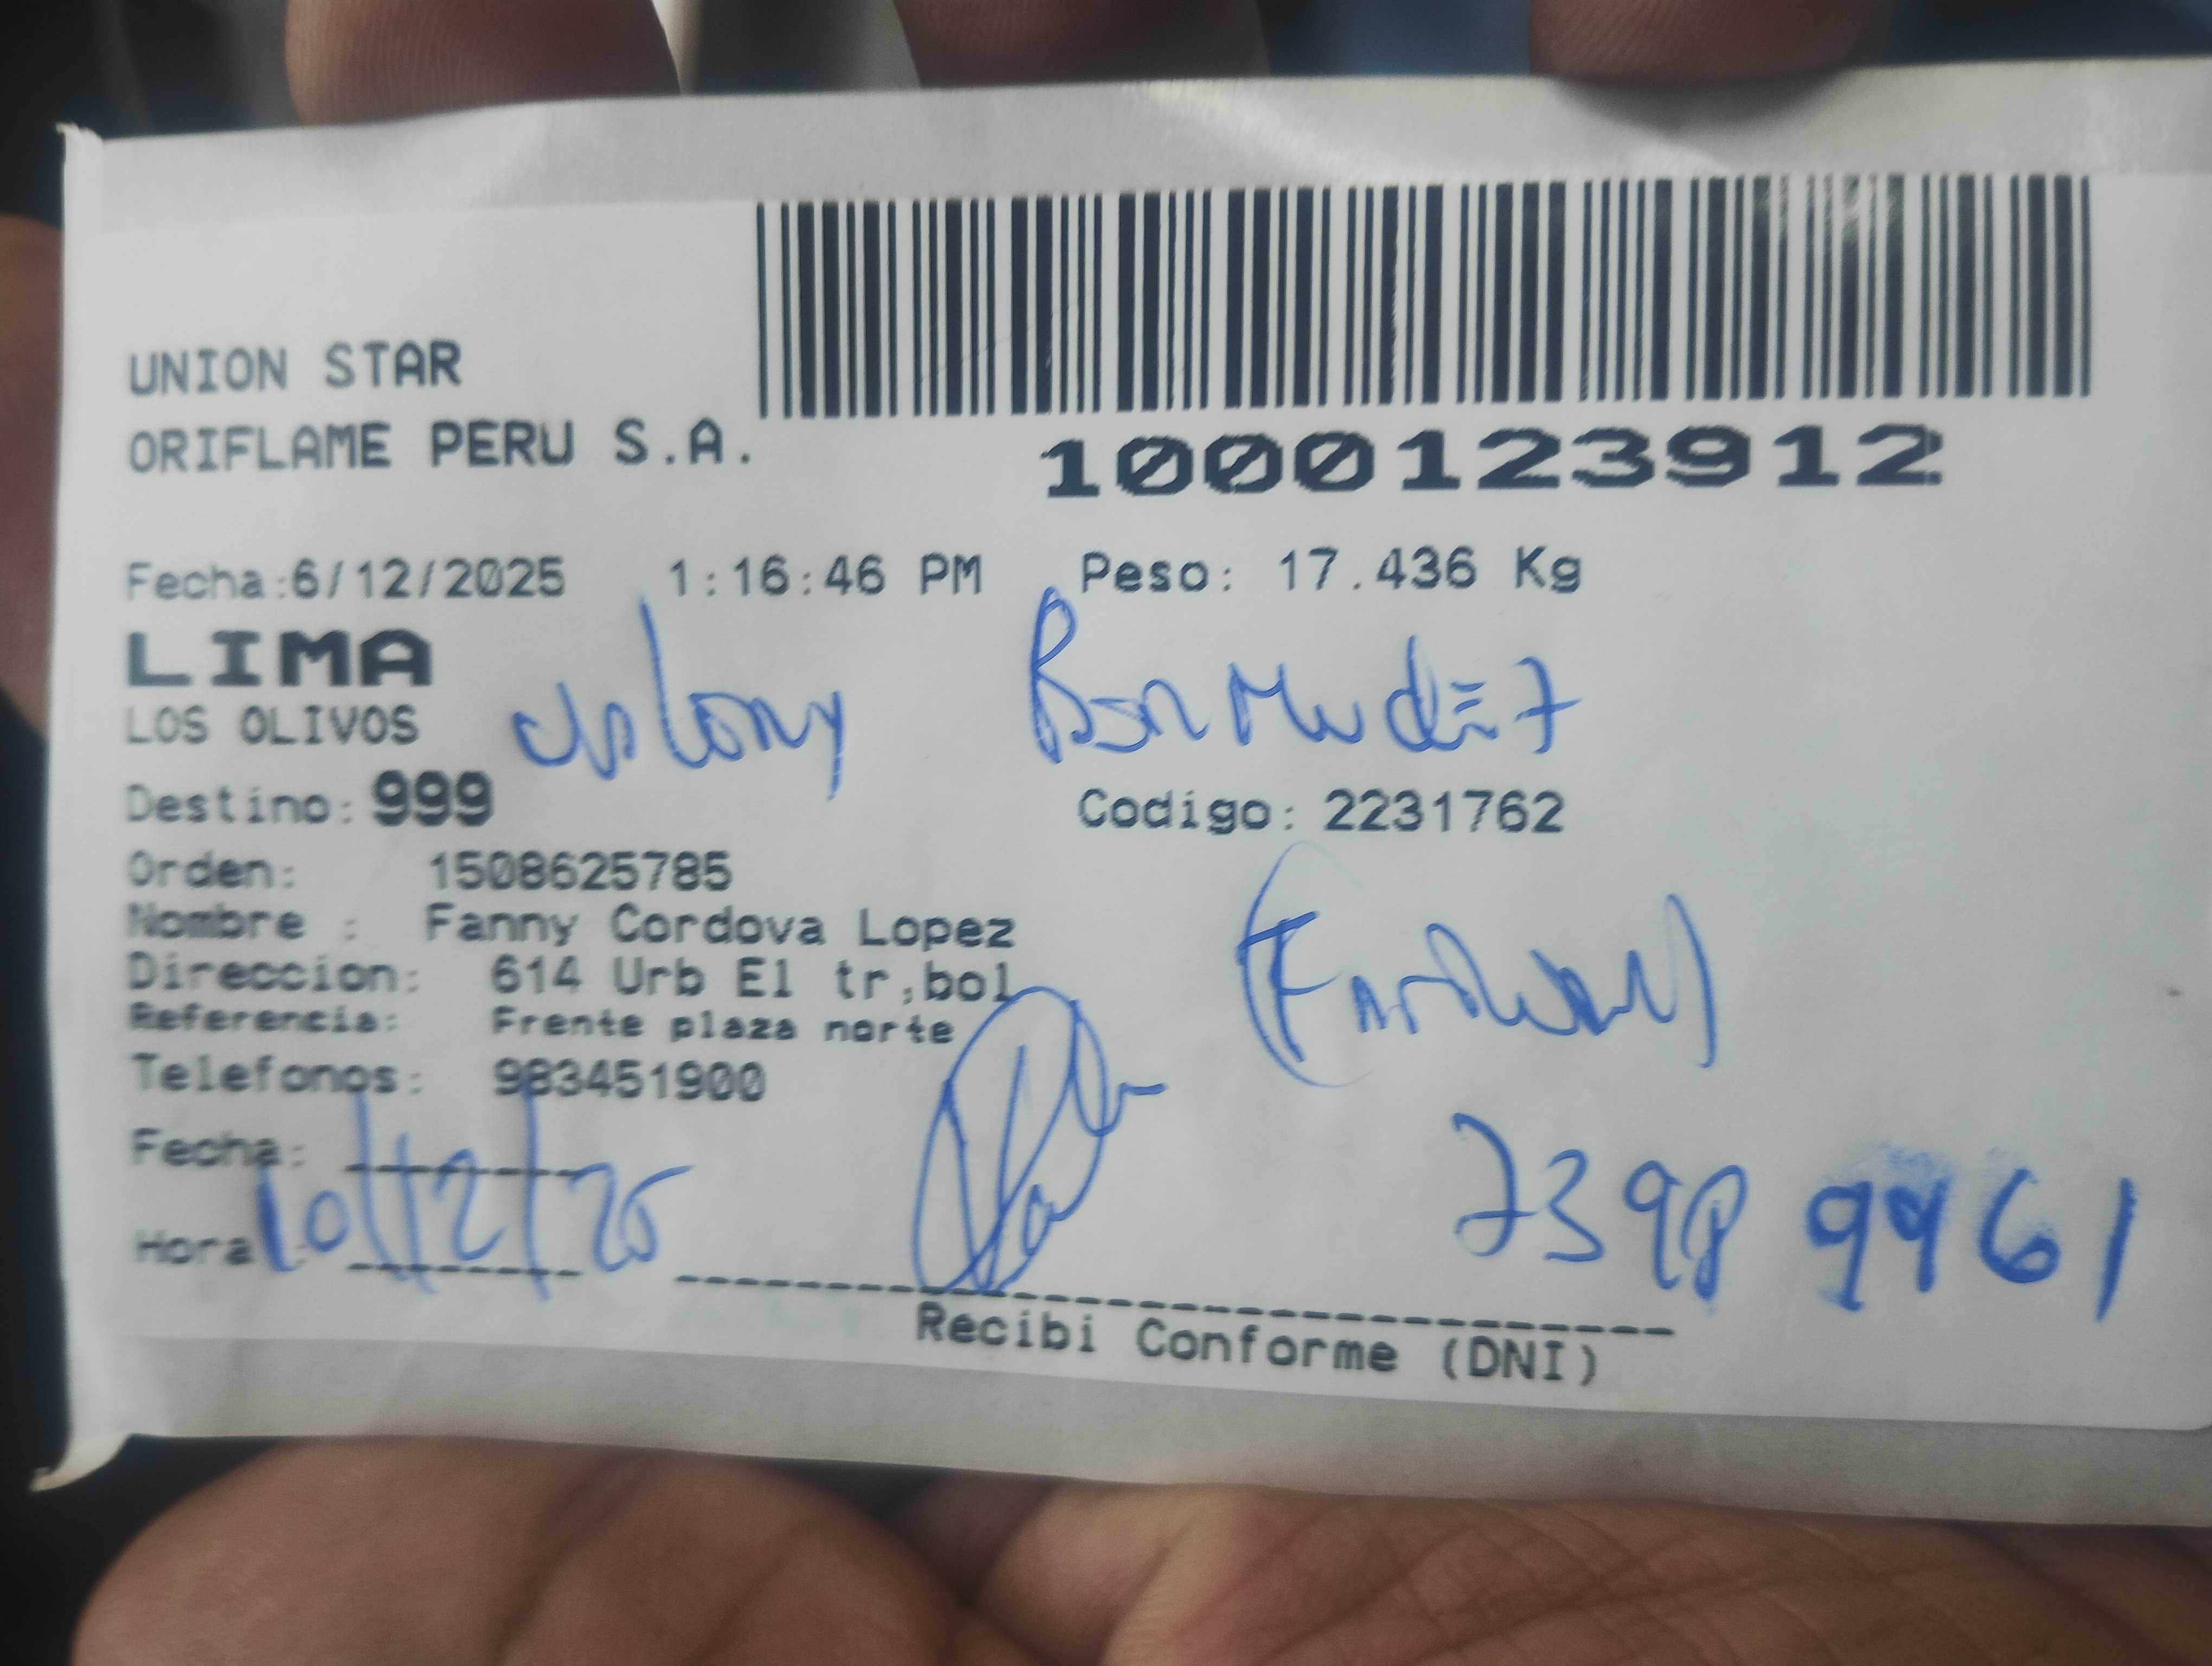 UNION STAR
ORIFLAME PERU S.A.
1000123912
Fecha:6/12/2025 1:16:46 PM Peso: 17.436 Kg
LIMA
LOS OLIVOS
Bermudez
Destino: 999 Codigo: 2231762
Orden: 1508625785
Nombre : Fanny Cordova Lopez
Direccion: 614 Urb El tr,bol
Referencia: Frente plaza norte
Telefonos: 983451900
Fecha:
10/12/25
Hora :
73989961
Recibi Conforme (DNI)